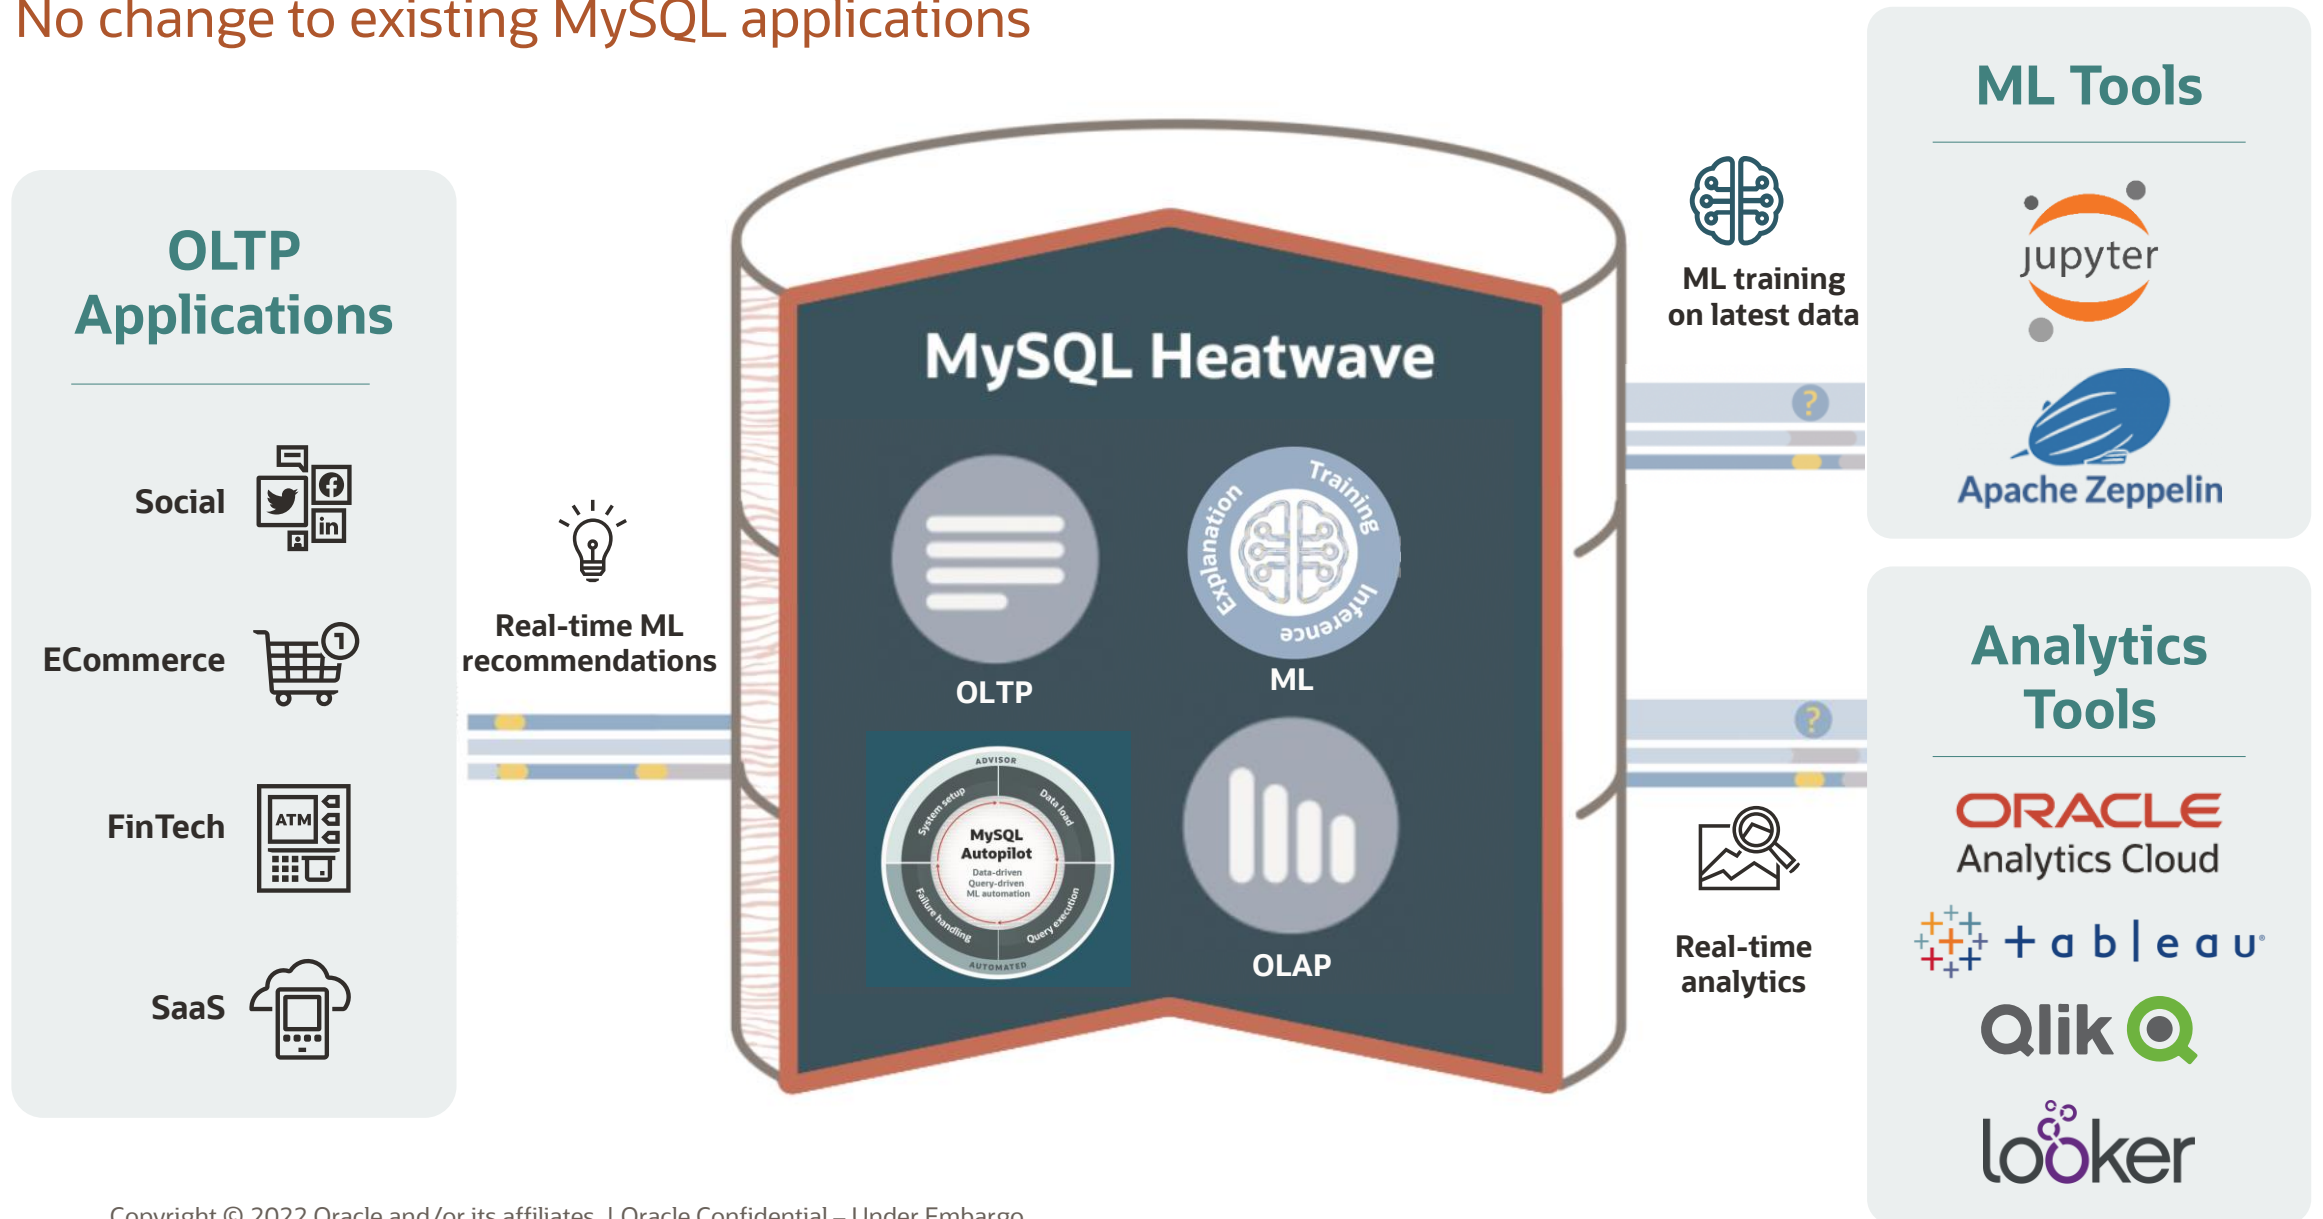 No change to existing MySQL applications
OLTP
Applications
Social
in
ECommerce
1
FinTech
ATM
SaaS
Real-time ML
recommendations
MySQL Heatwave
OLTP
Training
Inference
Explanation
ML
ADVISOR
System setup
Data load
MySQL
Autopilot
Data-driven
Query-driven
ML automation
Failure handling
Query execution
AUTOMATED
OLAP
ML training
on latest data
?
?
Real-time
analytics
ML Tools
jupyter
Apache Zeppelin
Analytics
Tools
ORACLE
Analytics Cloud
+ableau®
Qlik
looker
Copyright © 2022 Oracle and/or its affiliates. | Oracle Confidential – Under Embargo